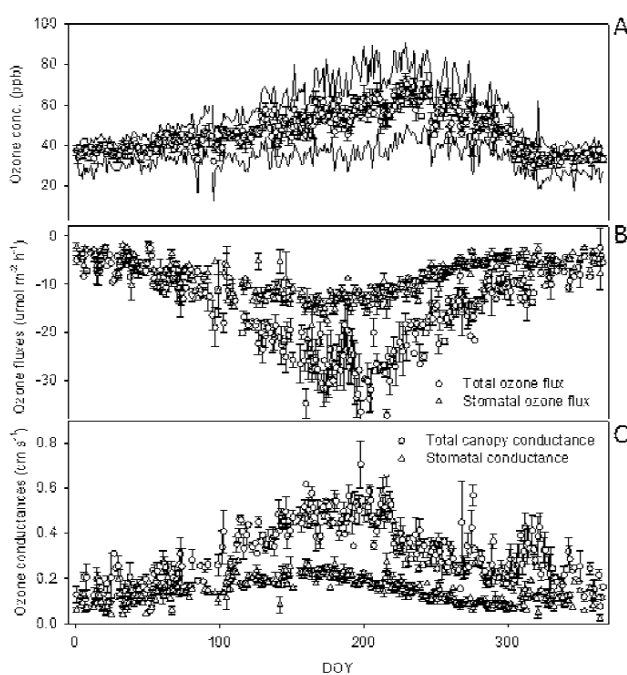 A
100
80
60
40
20
Ozone conc. (ppb)
B
0
-10
-20
-30
Ozone fluxes (umol m-2 h-1)
Total ozone flux
Stomatal ozone flux
C
0.8
0.6
0.4
0.2
0.0
Ozone conductances (cm s-1)
Total canopy conductance
Stomatal conductance
0 100 200 300
DOY